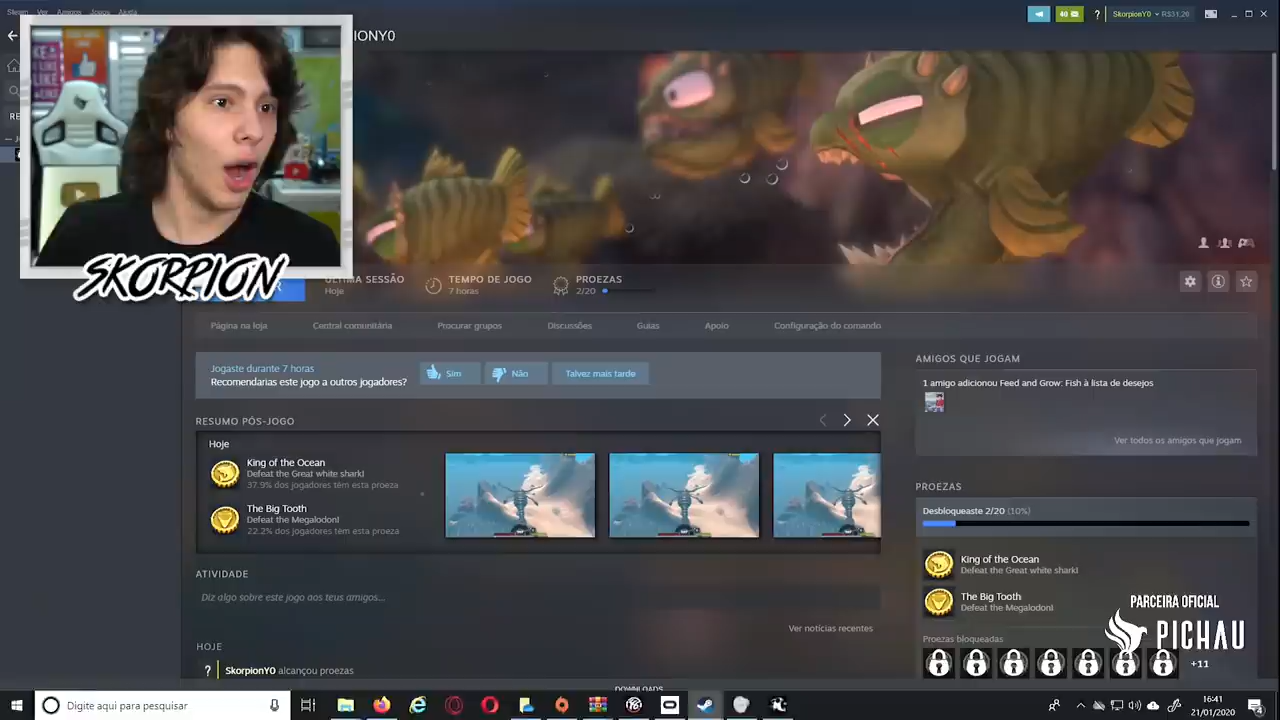 Steam Ver Amigos Jogos Ajuda
40
?
SkorpionY0
R$31,26
IONY0
SKORPION
ÚLTIMA SESSÃO
Hoje
TEMPO DE JOGO
7 horas
PROEZAS
2/20
Página na loja
Central comunitária
Procurar grupos
Discussões
Guias
Apoio
Configuração do comando
Jogaste durante 7 horas
Recomendarias este jogo a outros jogadores?
Sim
Não
Talvez mais tarde
RESUMO PÓS-JOGO
Hoje
King of the Ocean
Defeat the Great white shark!
37.9% dos jogadores têm esta proeza
The Big Tooth
Defeat the Megalodon!
22.2% dos jogadores têm esta proeza
ATIVIDADE
Diz algo sobre este jogo aos teus amigos...
Ver notícias recentes
HOJE
? SkorpionY0 alcançou proezas
AMIGOS QUE JOGAM
1 amigo adicionou Feed and Grow: Fish à lista de desejos
Ver todos os amigos que jogam
PROEZAS
Desbloqueaste 2/20 (10%)
King of the Ocean
Defeat the Great white shark!
The Big Tooth
Defeat the Megalodon!
Proezas bloqueadas
+11
PARCEIRA OFICIAL
PICHAU
DOWNLOADS
Digite aqui para pesquisar
16:41
21/01/2020